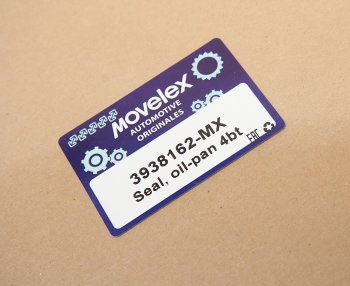 Movelex
AUTOMOTIVE
ORIGINALES
3938162-MX
Seal, oil-pan 4bt
EAC